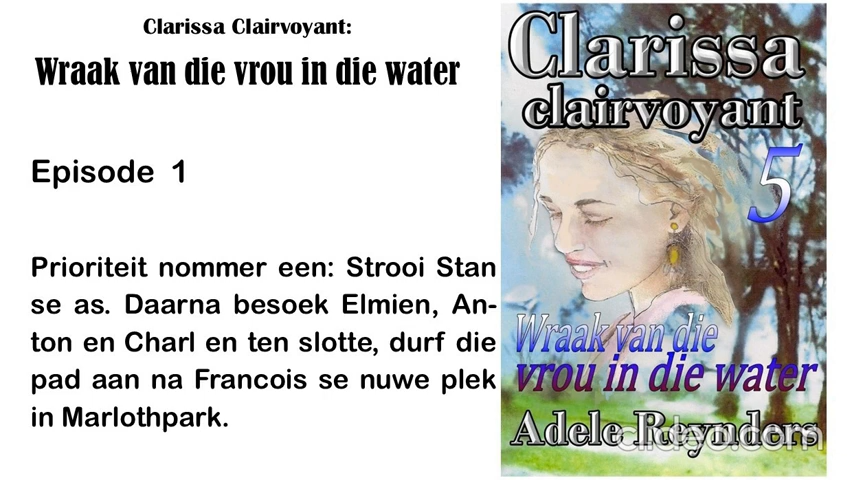 Clarissa Clairvoyant:
Wraak van die vrou in die water
Episode 1
Prioriteit nommer een: Strooi Stan
se as. Daarna besoek Elmien, An-
ton en Charl en ten slotte, durf die
pad aan na Francois se nuwe plek
in Marlothpark.
Clarissa
clairvoyant
5
Wraak van die
vrou in die water
Adele Reynders
clideo.com